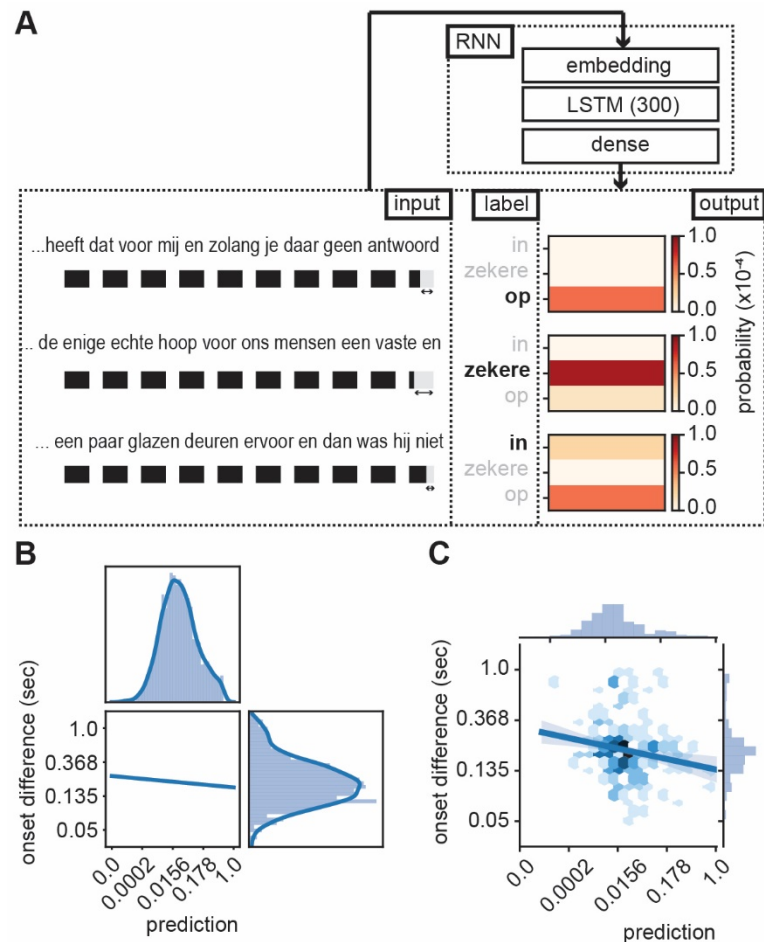 A
RNN
embedding
LSTM (300)
dense
input
label
output
...heeft dat voor mij en zolang je daar geen antwoord
in
zekere
op
1.0
0.5
0.0
... de enige echte hoop voor ons mensen een vaste en
in
zekere
op
1.0
0.5
0.0
... een paar glazen deuren ervoor en dan was hij niet
in
zekere
op
1.0
0.5
0.0
probability (x10⁻⁴)
B
onset difference (sec)
1.0
0.368
0.135
0.05
0.0
0.0002
0.0156
0.178
1.0
prediction
C
onset difference (sec)
1.0
0.368
0.135
0.05
0.0
0.0002
0.0156
0.178
1.0
prediction